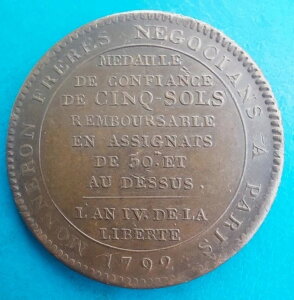 MONNERON FRERES NEGOCIANS A PARIS
MEDAILLE
DE CONFIANCE
DE CINQ-SOLS
REMBOURSABLE
EN ASSIGNATS
DE 50ᴸ ET
AU DESSUS.
L'AN IV. DE LA
LIBERTE
1792